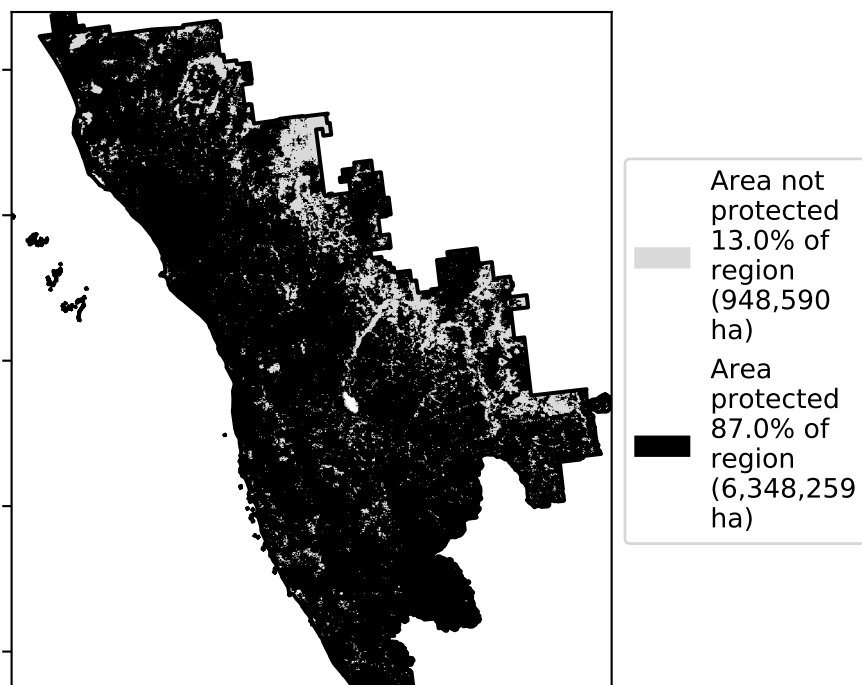 Area not
protected
13.0% of
region
(948,590
ha)
Area
protected
87.0% of
region
(6,348,259
ha)